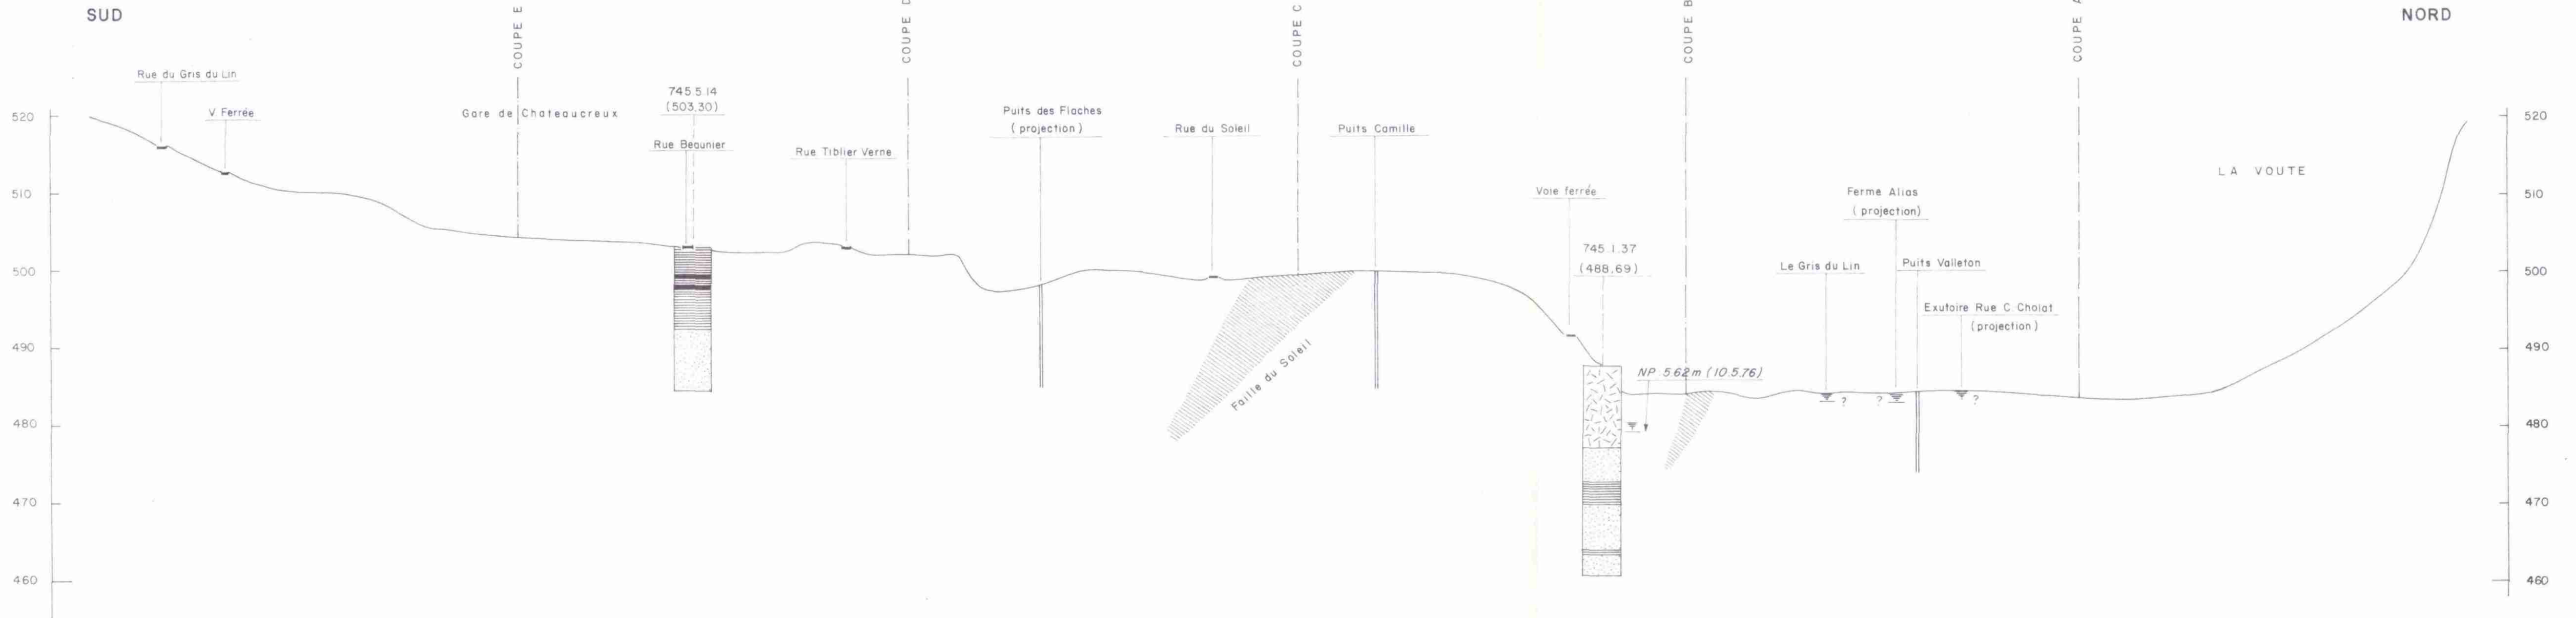 SUD
NORD
COUPE E
COUPE D
COUPE C
COUPE B
COUPE A
Rue du Gris du Lin
V. Ferrée
Gare de Chateaucreux
745.5.14
(503,30)
Rue Beaunier
Rue Tiblier Verne
Puits des Flaches
(projection)
Rue du Soleil
Puits Camille
Voie ferrée
745.1.37
(488,69)
Ferme Alias
(projection)
Le Gris du Lin
Puits Valleton
Exutoire Rue C. Cholat
(projection)
LA VOUTE
Faille du Soleil
NP : 5.62 m (10.5.76)
?
?
?
520
510
500
490
480
470
460
520
510
500
490
480
470
460